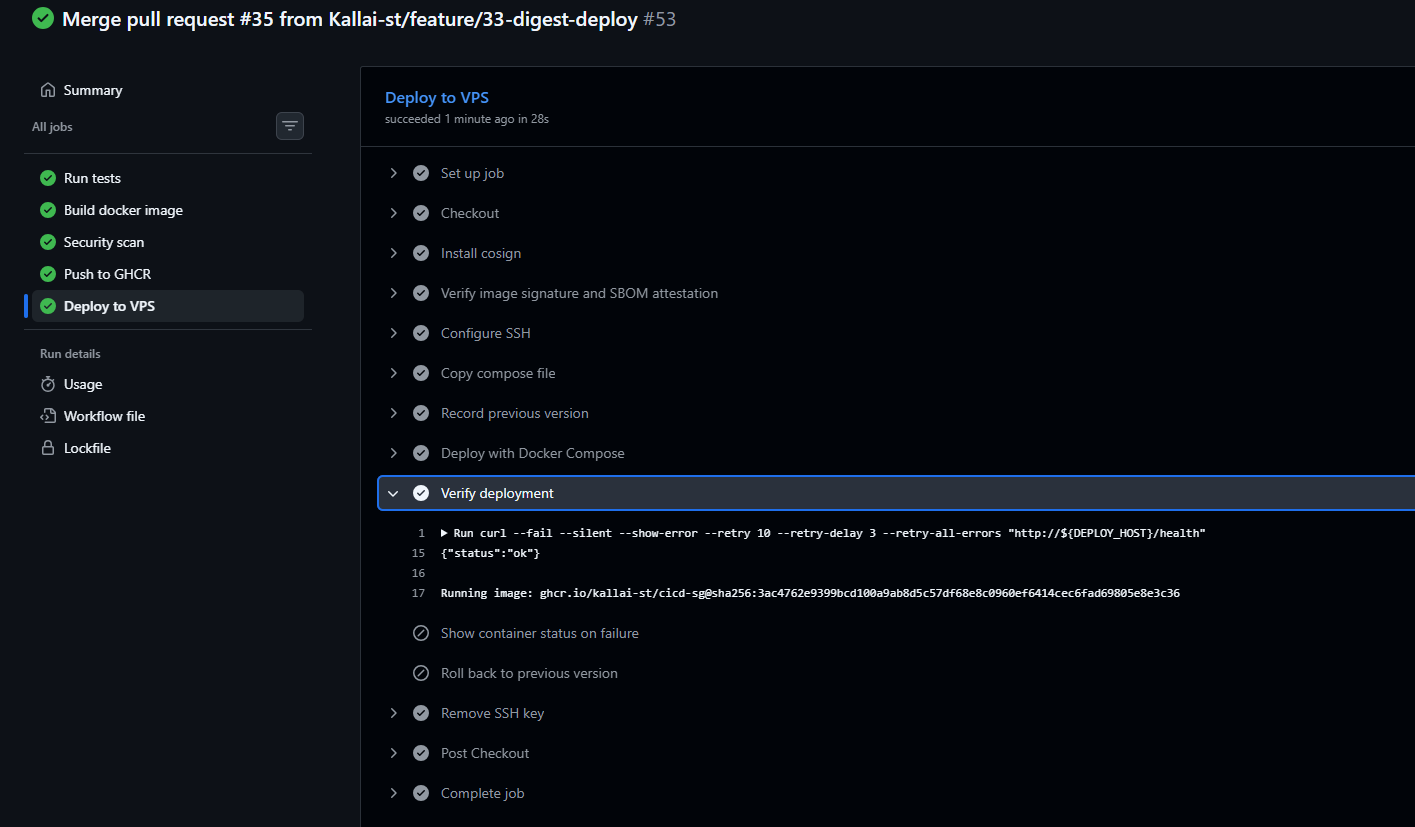 Merge pull request #35 from Kallai-st/feature/33-digest-deploy #53
Summary
All jobs
Run tests
Build docker image
Security scan
Push to GHCR
Deploy to VPS
Run details
Usage
Workflow file
Lockfile
Deploy to VPS
succeeded 1 minute ago in 28s
Set up job
Checkout
Install cosign
Verify image signature and SBOM attestation
Configure SSH
Copy compose file
Record previous version
Deploy with Docker Compose
Verify deployment
1 Run curl --fail --silent --show-error --retry 10 --retry-delay 3 --retry-all-errors "http://${DEPLOY_HOST}/health"
15 {"status":"ok"}
16
17 Running image: ghcr.io/kallai-st/cicd-sg@sha256:3ac4762e9399bcd100a9ab8d5c57df68e8c0960ef6414cec6fad69805e8e3c36
Show container status on failure
Roll back to previous version
Remove SSH key
Post Checkout
Complete job